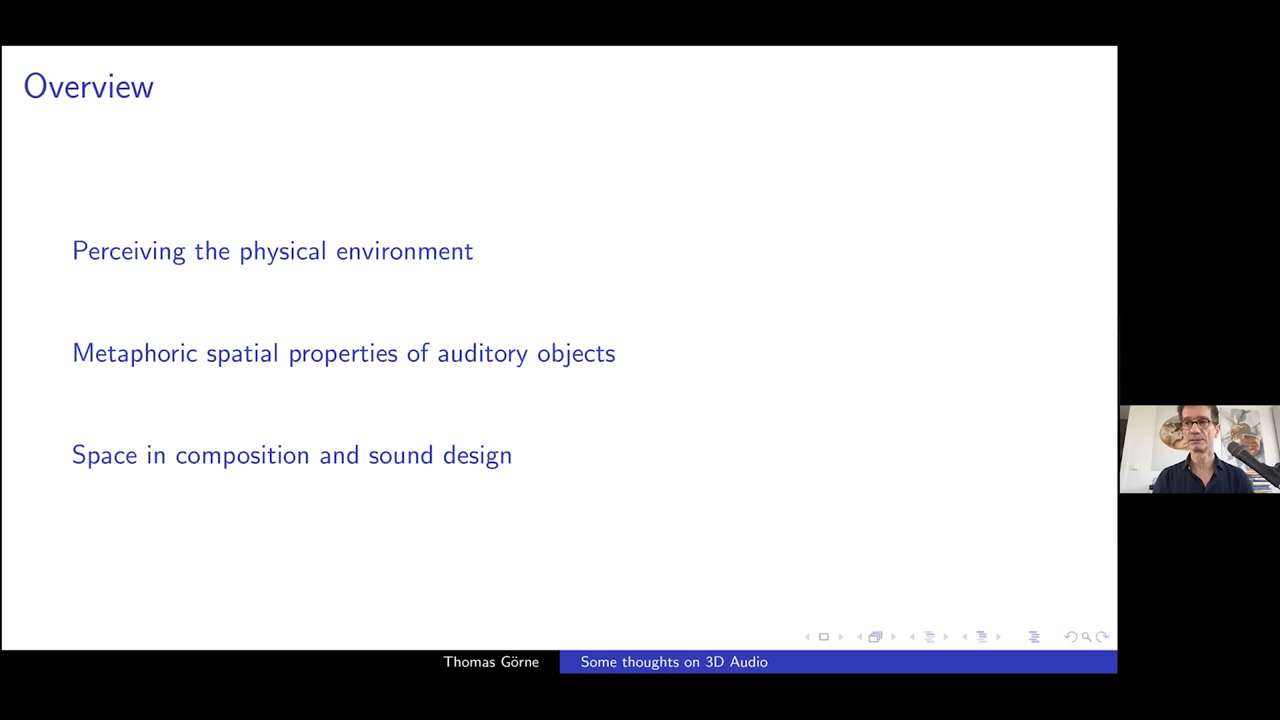 Overview
Perceiving the physical environment
Metaphoric spatial properties of auditory objects
Space in composition and sound design
Thomas Görne
Some thoughts on 3D Audio